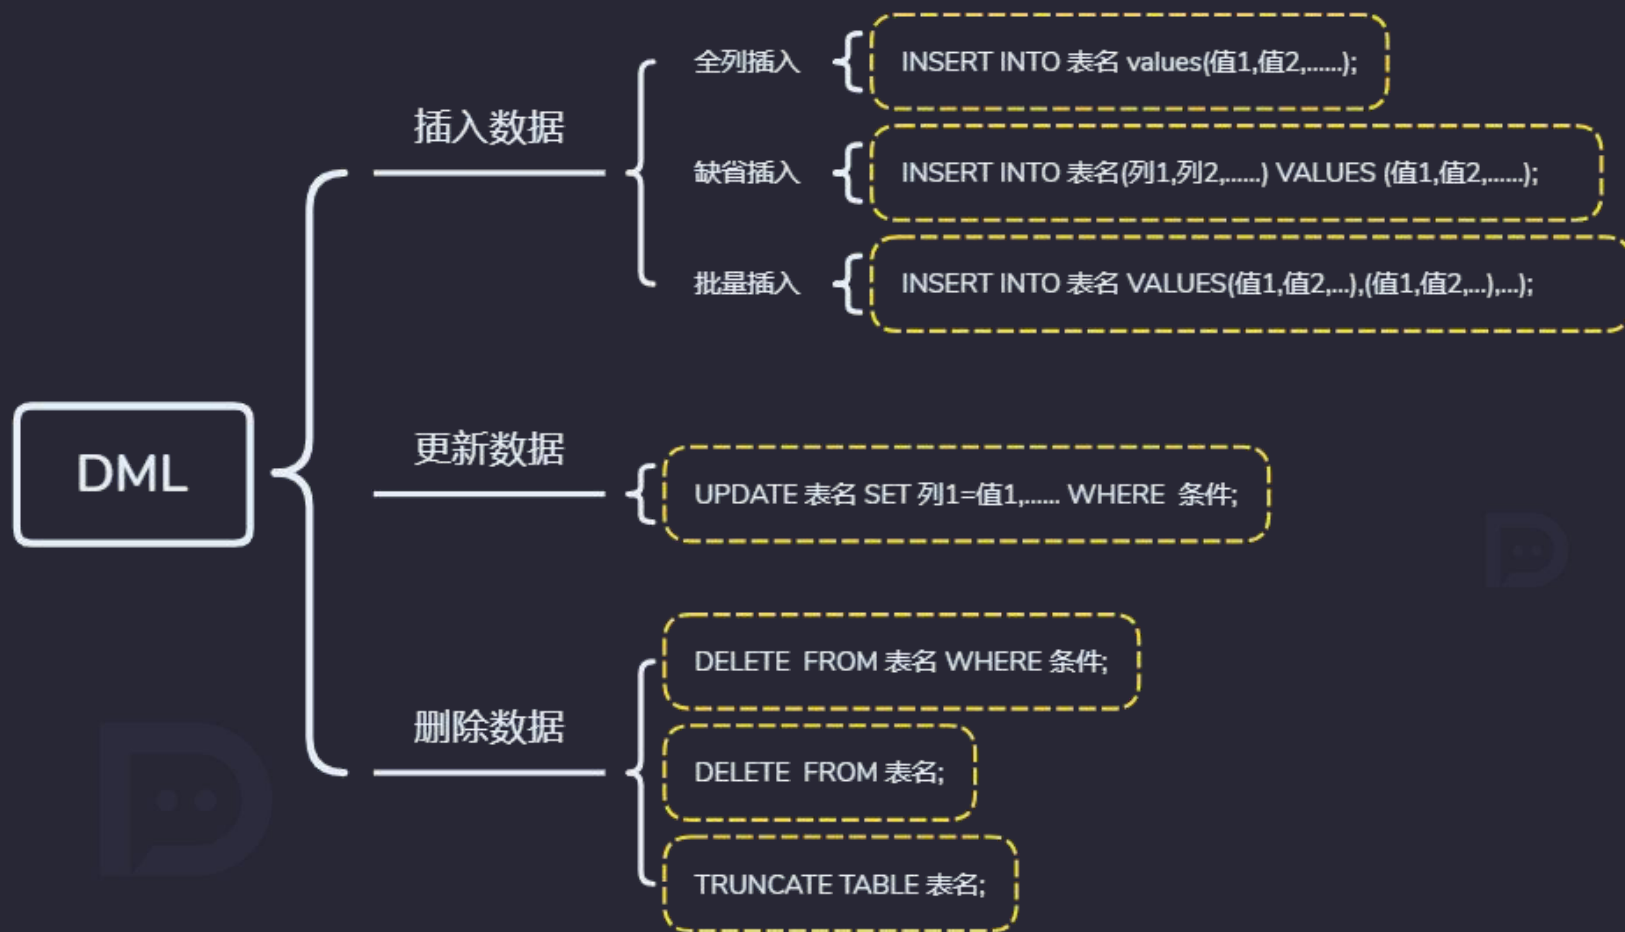 DML
插入数据
全列插入
INSERT INTO 表名 values(值1,值2,......);
缺省插入
INSERT INTO 表名(列1,列2,......) VALUES (值1,值2,......);
批量插入
INSERT INTO 表名 VALUES(值1,值2,...),(值1,值2,...),...);
更新数据
UPDATE 表名 SET 列1=值1,...... WHERE  条件;
删除数据
DELETE  FROM 表名 WHERE 条件;
DELETE  FROM 表名;
TRUNCATE TABLE 表名;